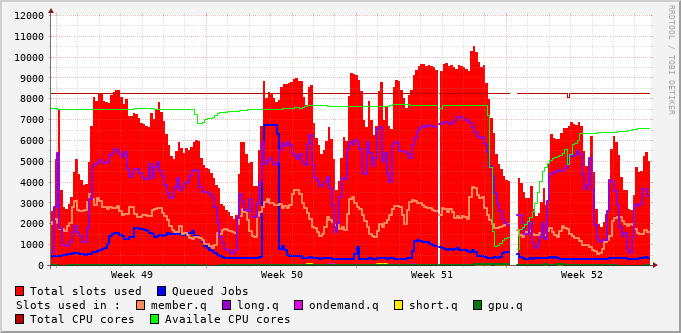 12000
11000
10000
9000
8000
7000
6000
5000
4000
3000
2000
1000
0
Week 49 Week 50 Week 51 Week 52
RRDTOOL / TOBI OETIKER
Total slots used Queued Jobs
Slots used in : member.q long.q ondemand.q short.q gpu.q
Total CPU cores Availale CPU cores